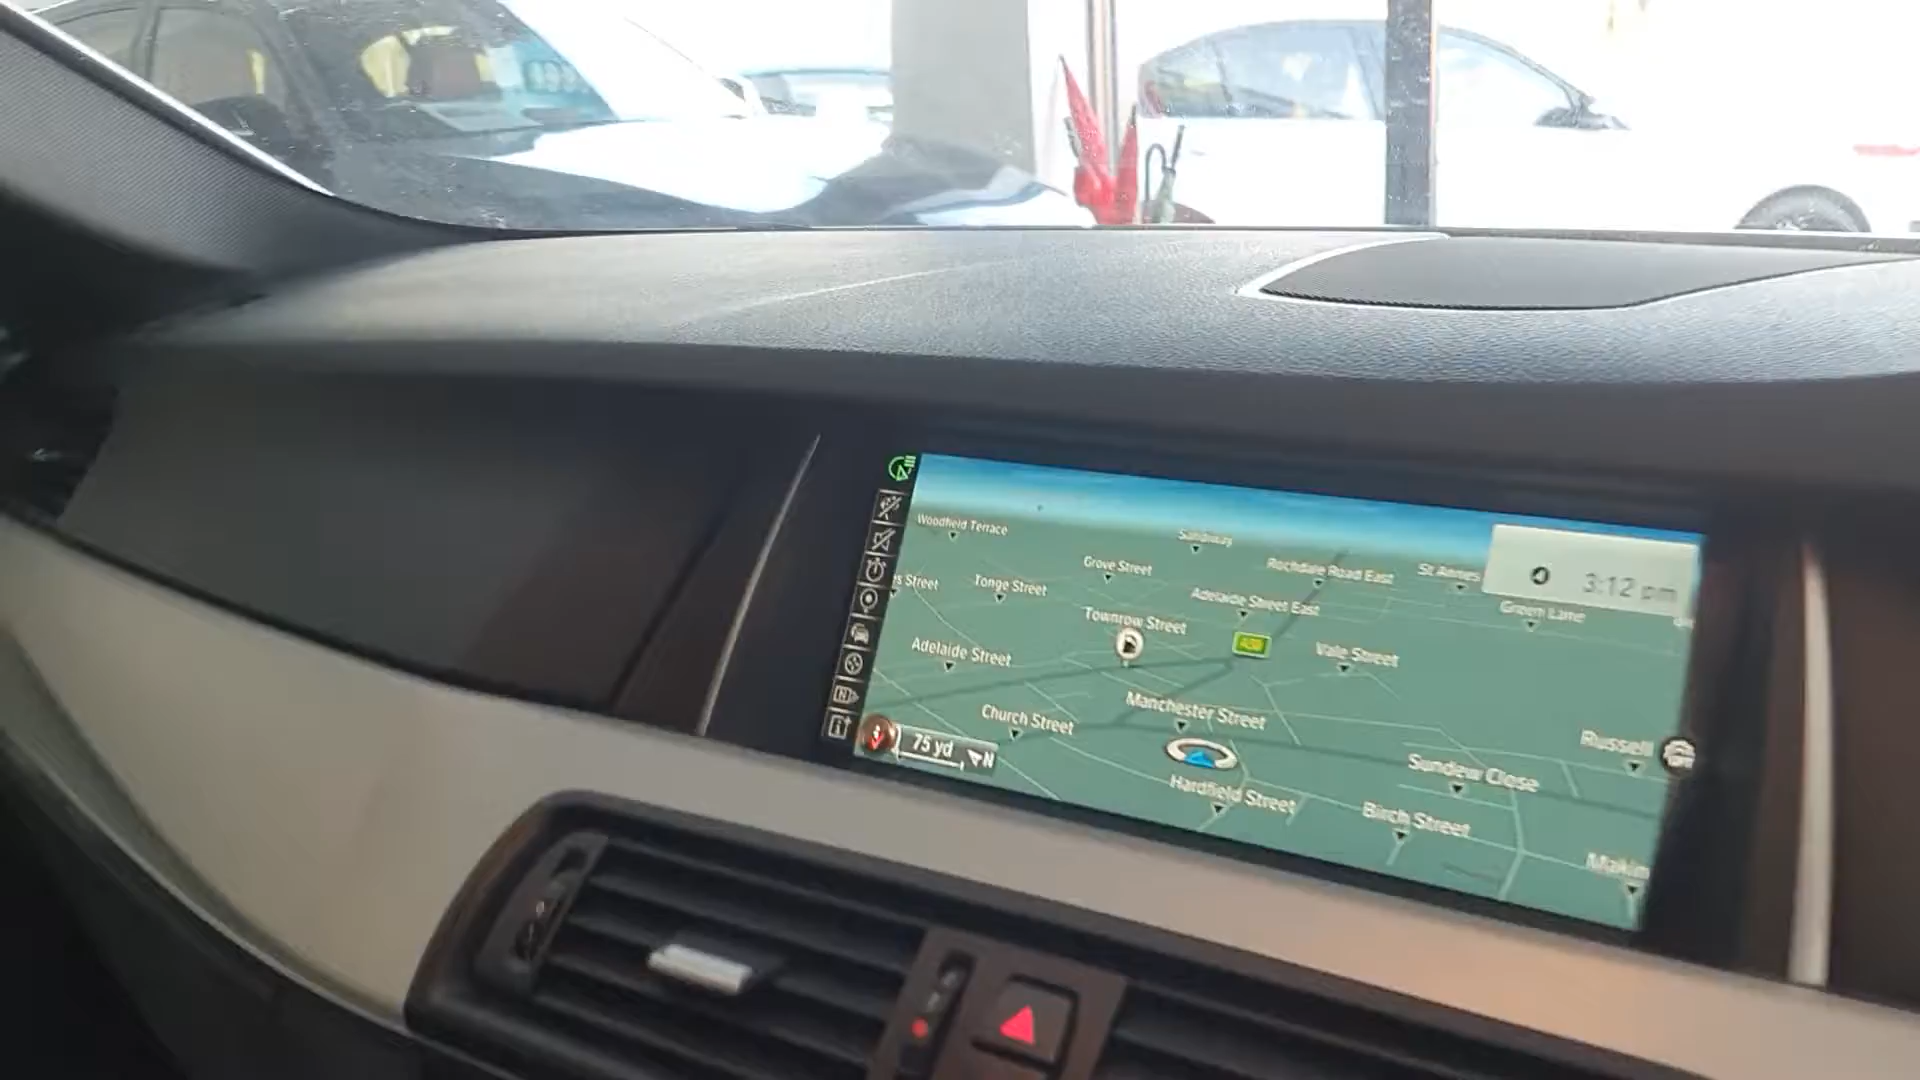 Woodfield Terrace
Sandiway
Grove Street
Rochdale Road East
St Annes
3:12 pm
s Street
Tonge Street
Adelaide Street East
Green Lane
Townrow Street
Adelaide Street
Vale Street
Manchester Street
Church Street
Russell
75 yd
N
Sundew Close
Hardfield Street
Birch Street
Makin